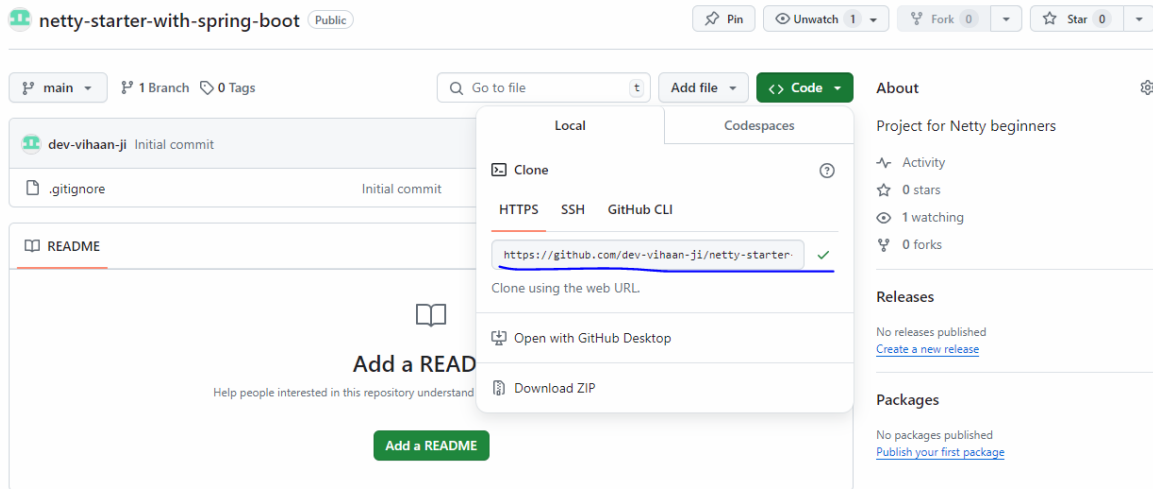 netty-starter-with-spring-boot Public
Pin
Unwatch 1
Fork 0
Star 0
main
1 Branch
0 Tags
Go to file
t
Add file
Code
dev-vihaan-ji Initial commit
.gitignore Initial commit
README
Add a READ
Help people interested in this repository understand
Add a README
Local
Codespaces
Clone
HTTPS
SSH
GitHub CLI
https://github.com/dev-vihaan-ji/netty-starter-
Clone using the web URL.
Open with GitHub Desktop
Download ZIP
About
Project for Netty beginners
Activity
0 stars
1 watching
0 forks
Releases
No releases published
Create a new release
Packages
No packages published
Publish your first package